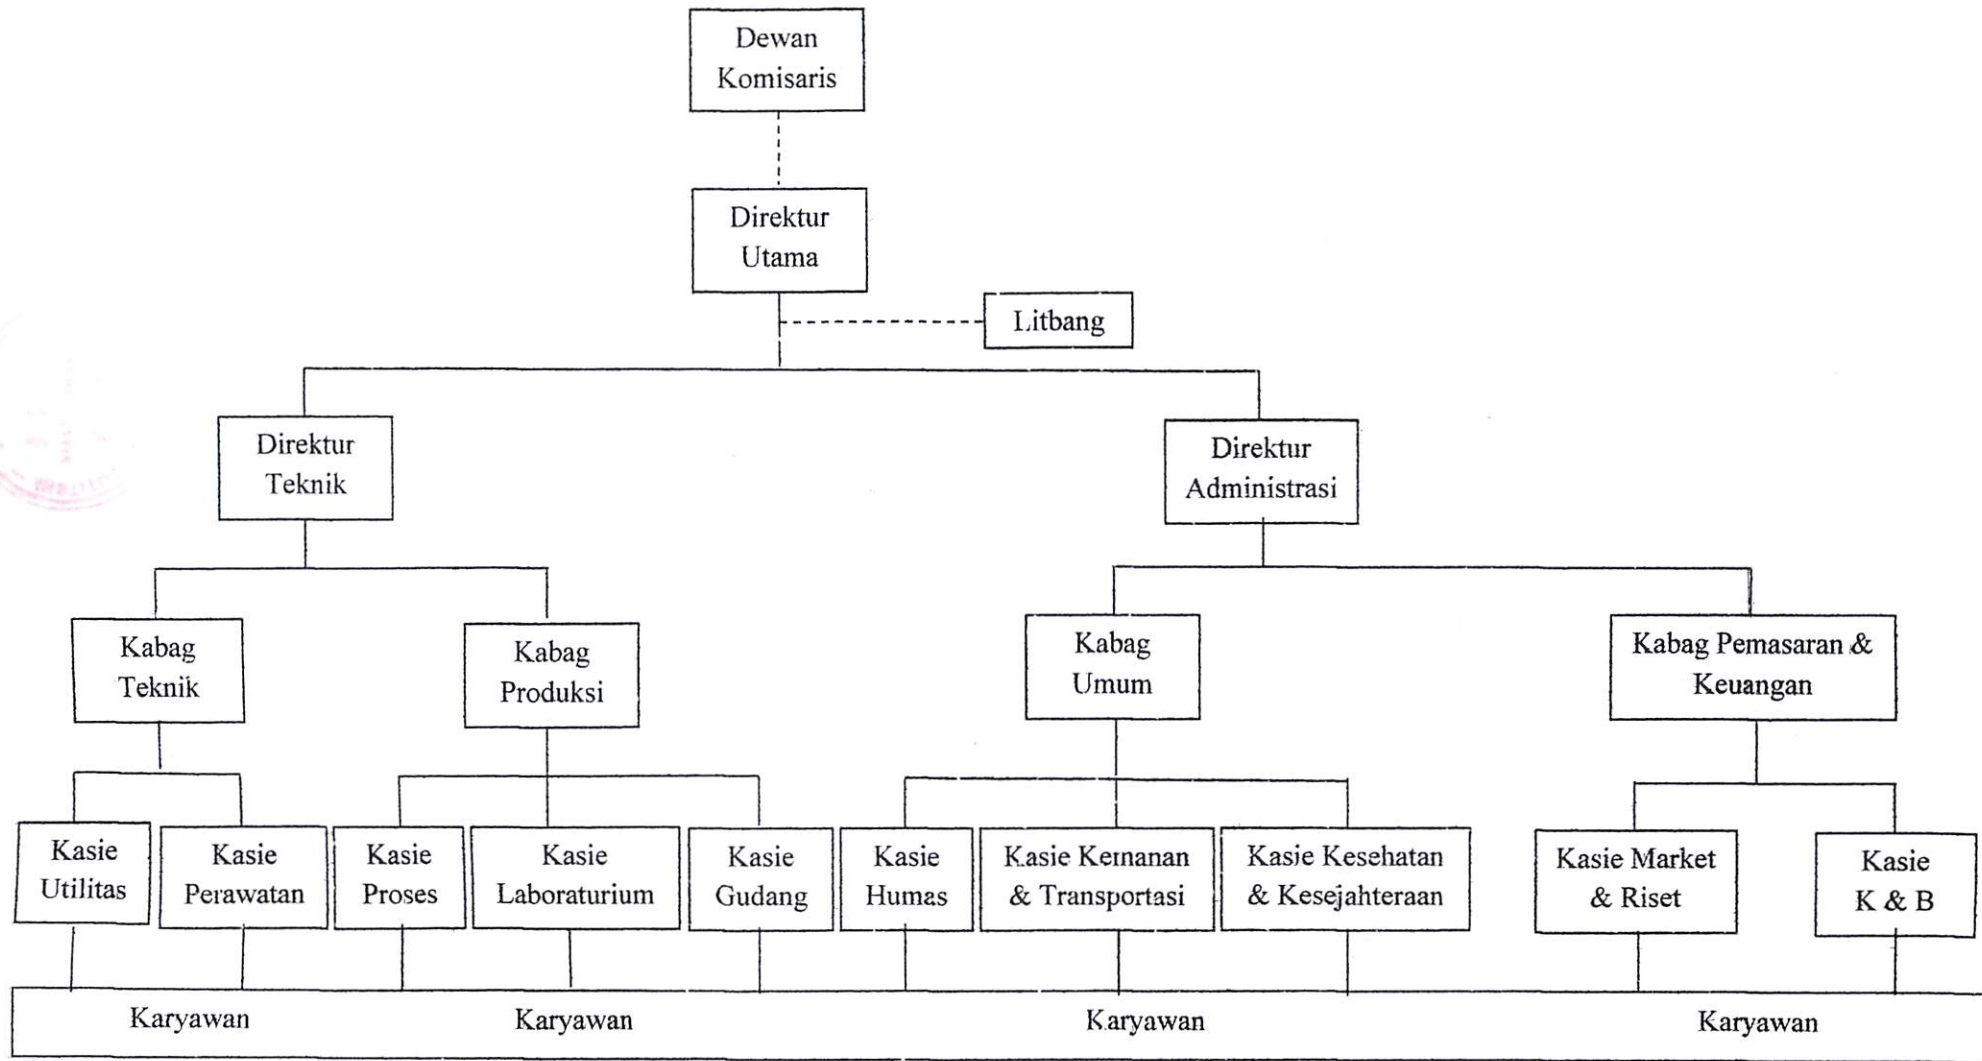 Dewan
Komisaris
Direktur
Utama
Litbang
Direktur
Teknik
Direktur
Administrasi
Kabag
Teknik
Kabag
Produksi
Kabag
Umum
Kabag Pemasaran &
Keuangan
Kasie
Utilitas
Kasie
Perawatan
Kasie
Proses
Kasie
Laboraturium
Kasie
Gudang
Kasie
Humas
Kasie Kemanan
& Transportasi
Kasie Kesehatan
& Kesejahteraan
Kasie Market
& Riset
Kasie
K & B
Karyawan
Karyawan
Karyawan
Karyawan